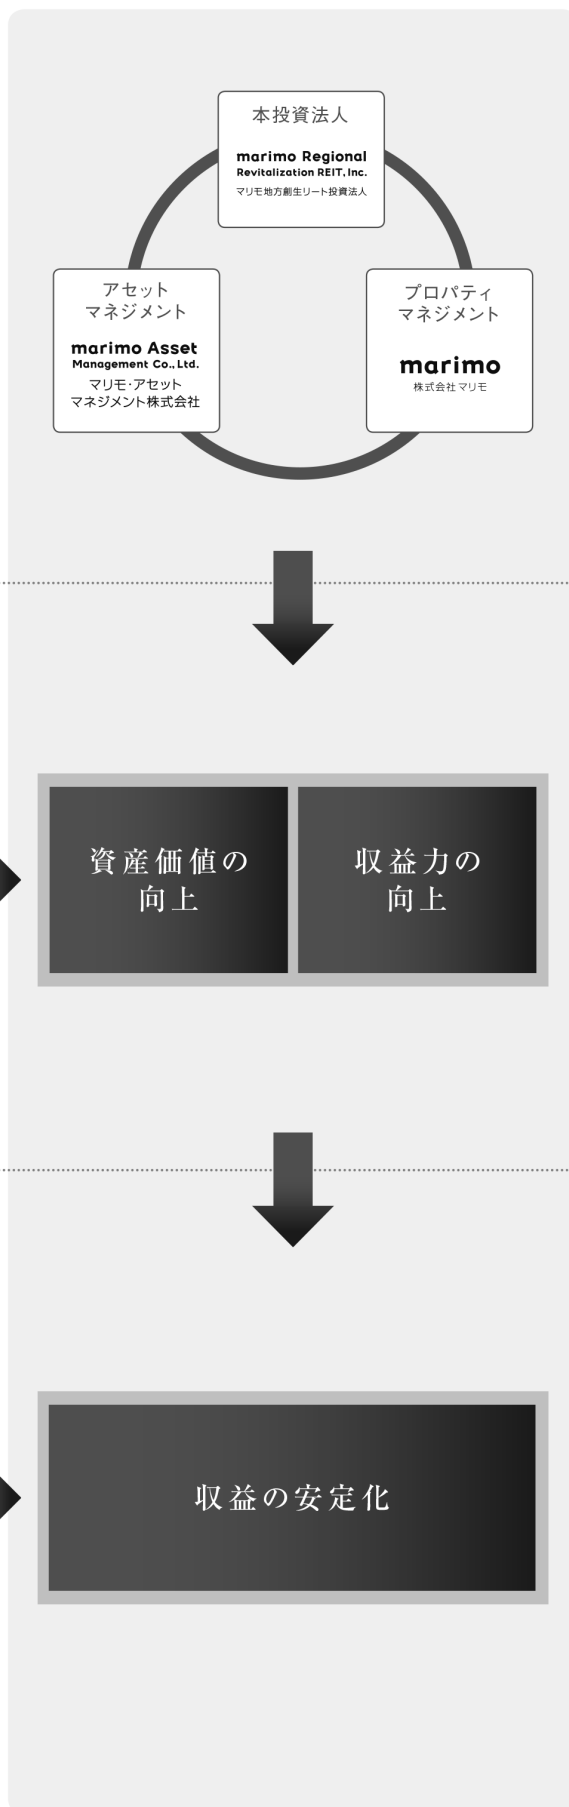 本投資法人
marimo Regional
Revitalization REIT, Inc.
マリモ地方創生リート投資法人
アセット
マネジメント
marimo Asset
Management Co., Ltd.
マリモ・アセット
マネジメント株式会社
プロパティ
マネジメント
marimo
株式会社マリモ
資産価値の
向上
収益力の
向上
収益の安定化